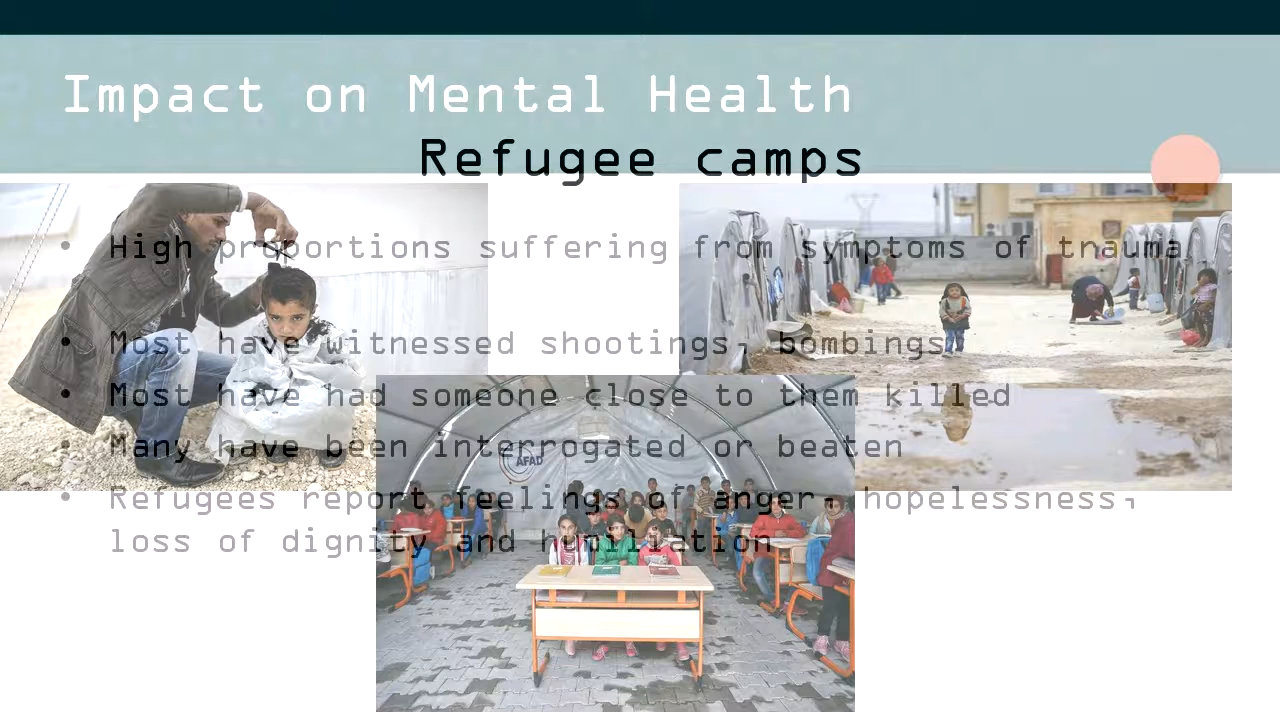 Impact on Mental Health
Refugee camps
• High proportions suffering from symptoms of trauma
• Most have witnessed shootings, bombings
• Most have had someone close to them killed
• Many have been interrogated or beaten
• Refugees report feelings of anger, hopelessness,
loss of dignity and humiliation
AFAD